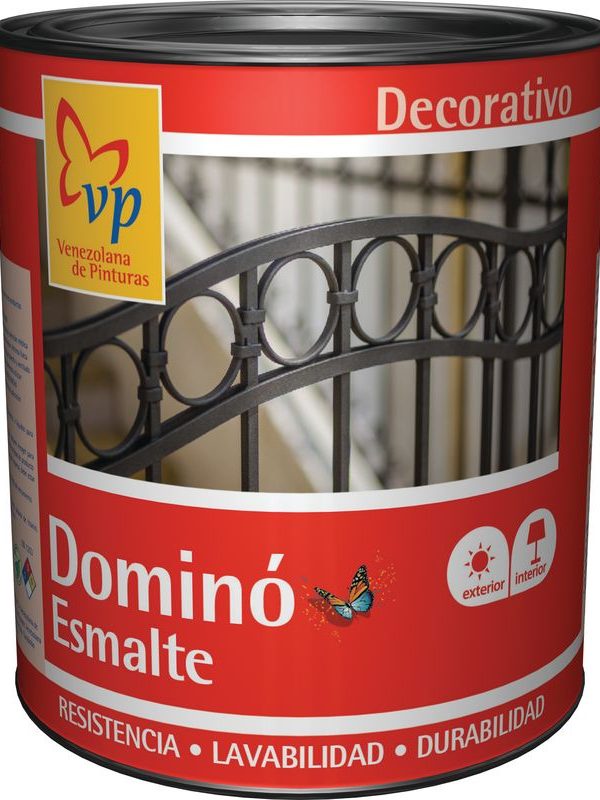 Decorativo
vp
Venezolana
de Pinturas
Dominó
Esmalte
exterior
interior
RESISTENCIA • LAVABILIDAD • DURABILIDAD